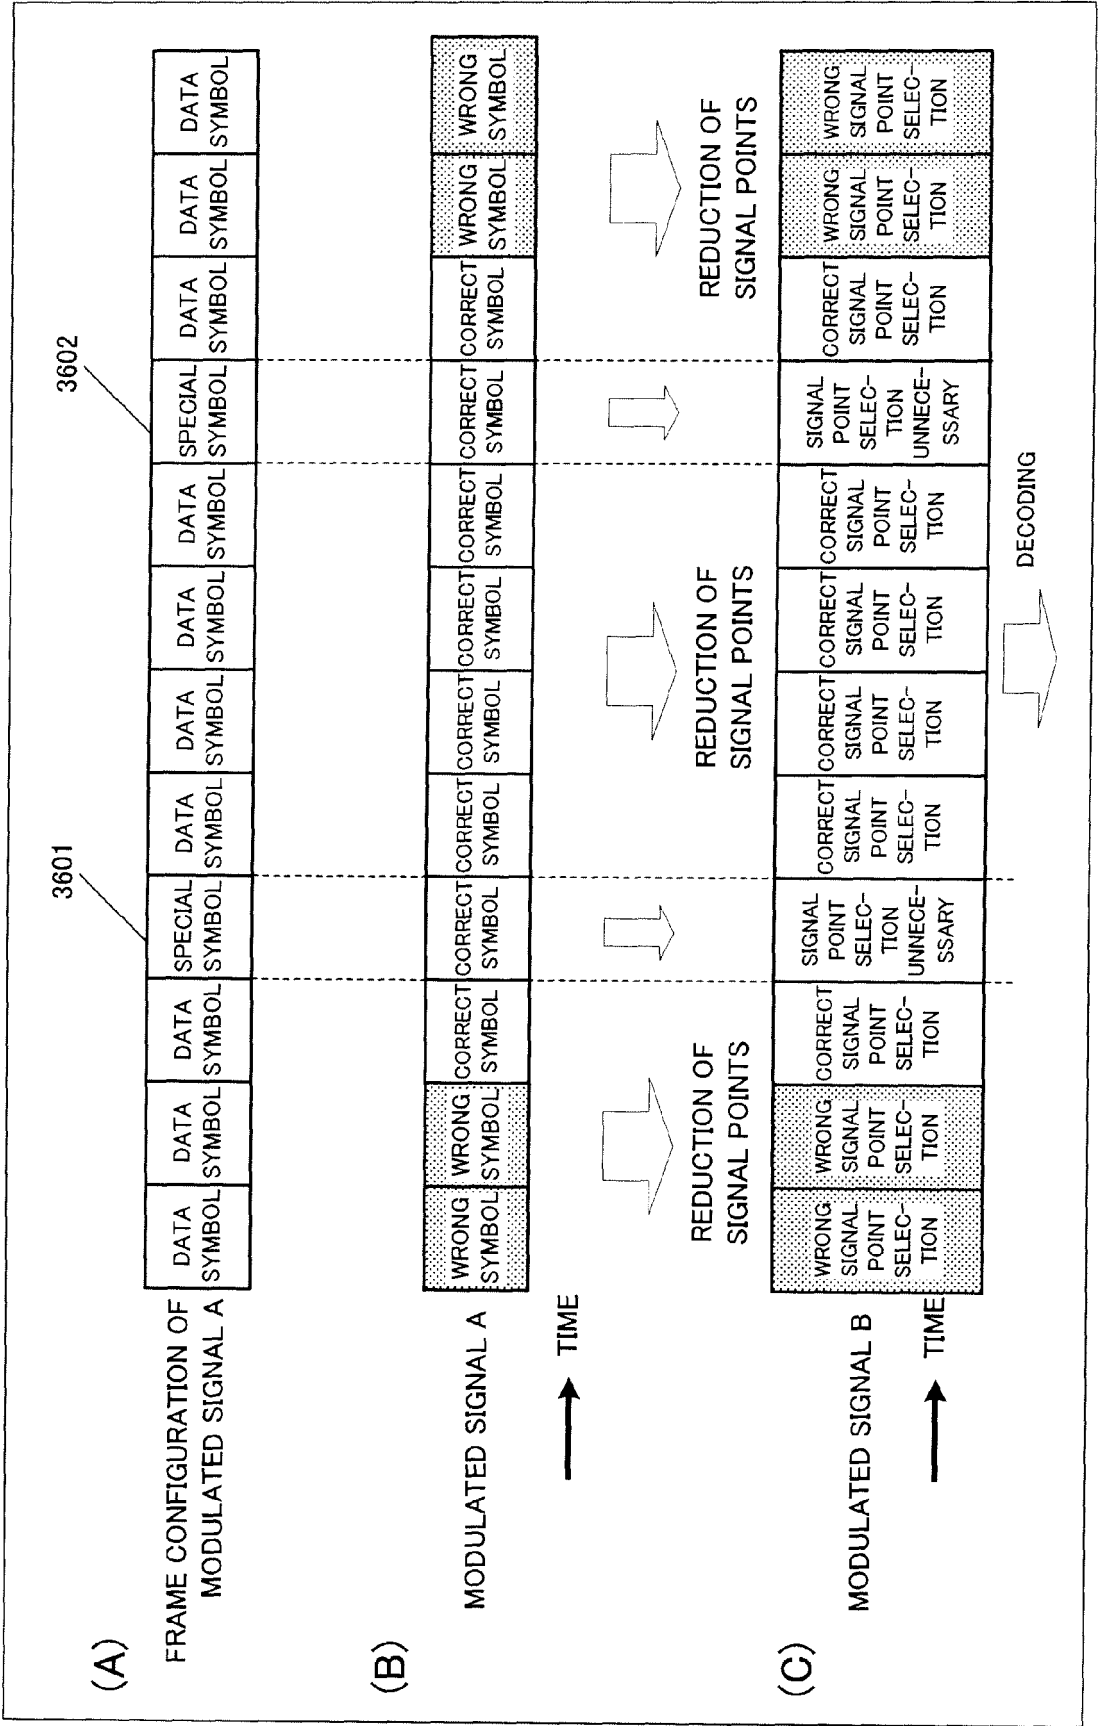 3601
3602
(A)
FRAME CONFIGURATION OF
MODULATED SIGNAL A
DATA
SYMBOL
DATA
SYMBOL
DATA
SYMBOL
SPECIAL
SYMBOL
DATA
SYMBOL
DATA
SYMBOL
DATA
SYMBOL
DATA
SYMBOL
SPECIAL
SYMBOL
DATA
SYMBOL
DATA
SYMBOL
DATA
SYMBOL
(B)
MODULATED SIGNAL A
WRONG
SYMBOL
WRONG
SYMBOL
CORRECT
SYMBOL
CORRECT
SYMBOL
CORRECT
SYMBOL
CORRECT
SYMBOL
CORRECT
SYMBOL
CORRECT
SYMBOL
CORRECT
SYMBOL
CORRECT
SYMBOL
WRONG
SYMBOL
WRONG
SYMBOL
TIME
REDUCTION OF
SIGNAL POINTS
REDUCTION OF
SIGNAL POINTS
REDUCTION OF
SIGNAL POINTS
(C)
MODULATED SIGNAL B
WRONG
SIGNAL
POINT
SELEC-
TION
WRONG
SIGNAL
POINT
SELEC-
TION
CORRECT
SIGNAL
POINT
SELEC-
TION
SIGNAL
POINT
SELEC-
TION
UNNECE-
SSARY
CORRECT
SIGNAL
POINT
SELEC-
TION
CORRECT
SIGNAL
POINT
SELEC-
TION
CORRECT
SIGNAL
POINT
SELEC-
TION
CORRECT
SIGNAL
POINT
SELEC-
TION
SIGNAL
POINT
SELEC-
TION
UNNECE-
SSARY
CORRECT
SIGNAL
POINT
SELEC-
TION
WRONG
SIGNAL
POINT
SELEC-
TION
WRONG
SIGNAL
POINT
SELEC-
TION
TIME
DECODING